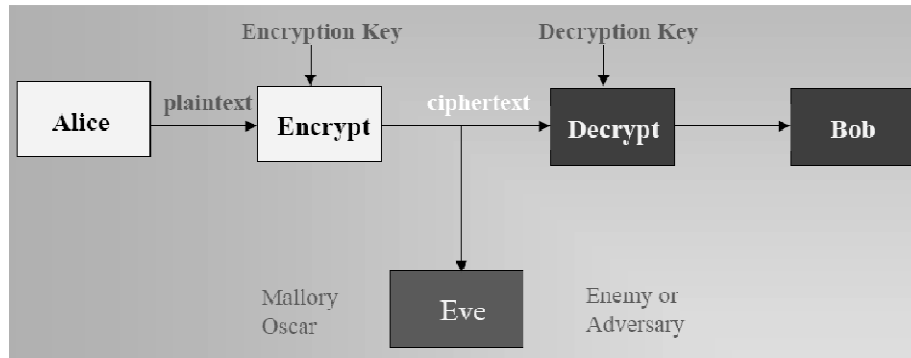 Encryption Key
Decryption Key
Alice
plaintext
Encrypt
ciphertext
Decrypt
Bob
Mallory
Oscar
Eve
Enemy or
Adversary